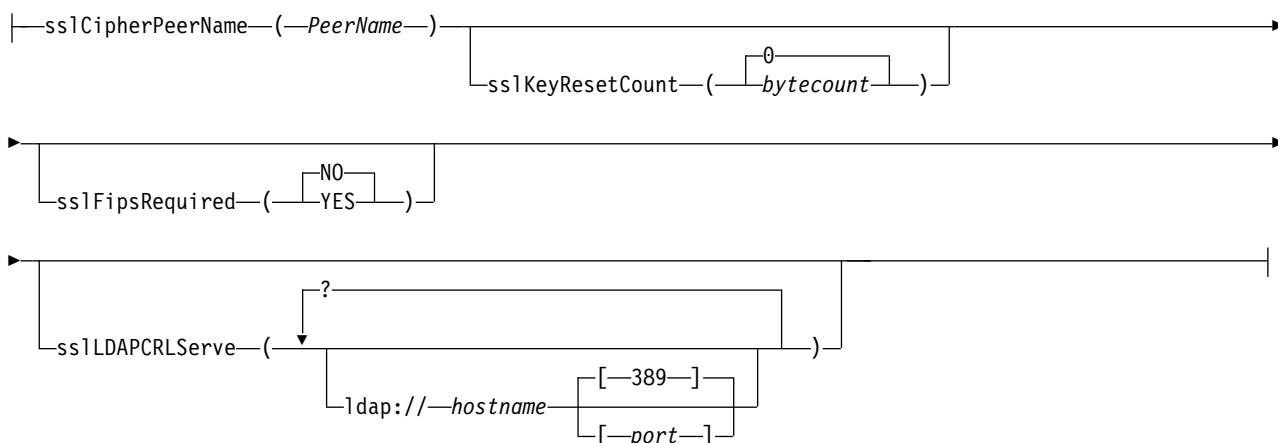 sslCipherPeerName ( PeerName )
0
sslKeyResetCount ( bytecount )
NO
sslFipsRequired ( YES )
?
sslLDAPCRLServe ( )
[ 389 ]
ldap:// hostname
[ port ]